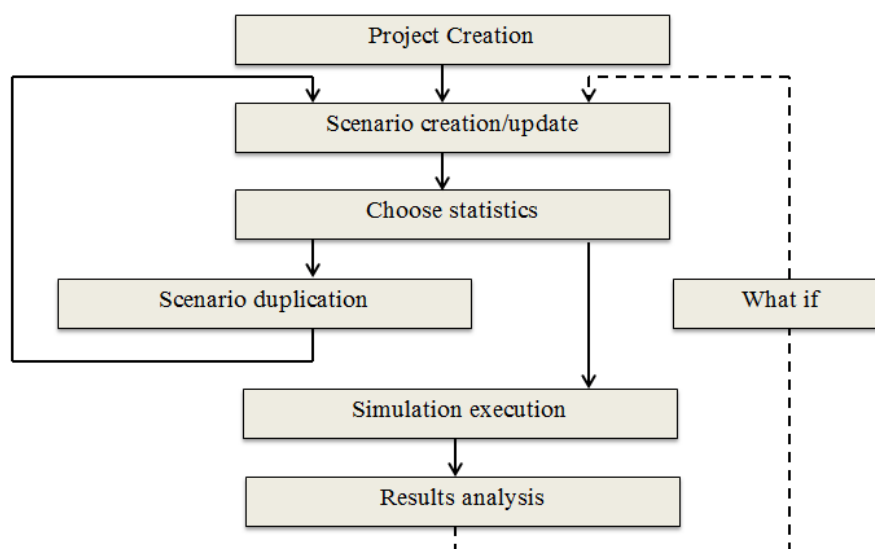 Project Creation
Scenario creation/update
Choose statistics
Scenario duplication
What if
Simulation execution
Results analysis